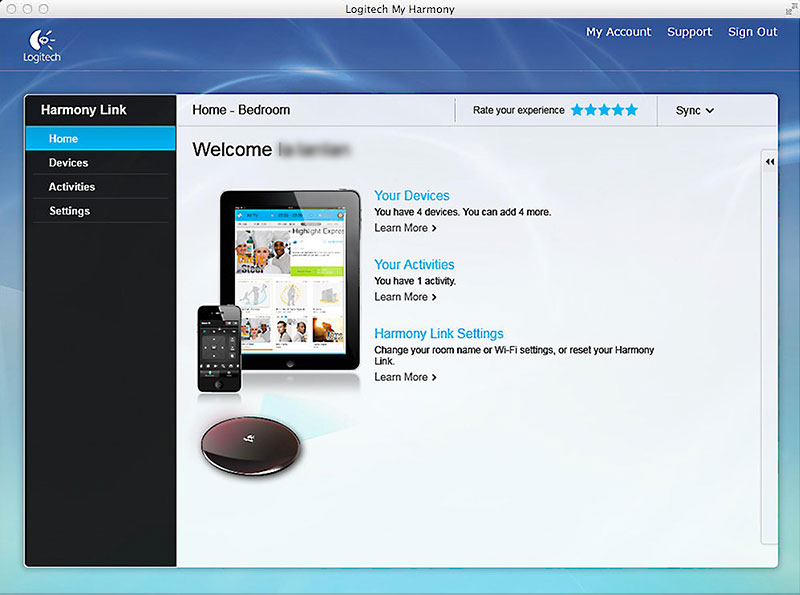 Logitech My Harmony
My Account Support Sign Out
Logitech
Harmony Link
Home
Devices
Activities
Settings
Home - Bedroom
Rate your experience
Sync
Welcome
Your Devices
You have 4 devices. You can add 4 more.
Learn More >
Your Activities
You have 1 activity.
Learn More >
Harmony Link Settings
Change your room name or Wi-Fi settings, or reset your Harmony
Link.
Learn More >
Highlight Expres